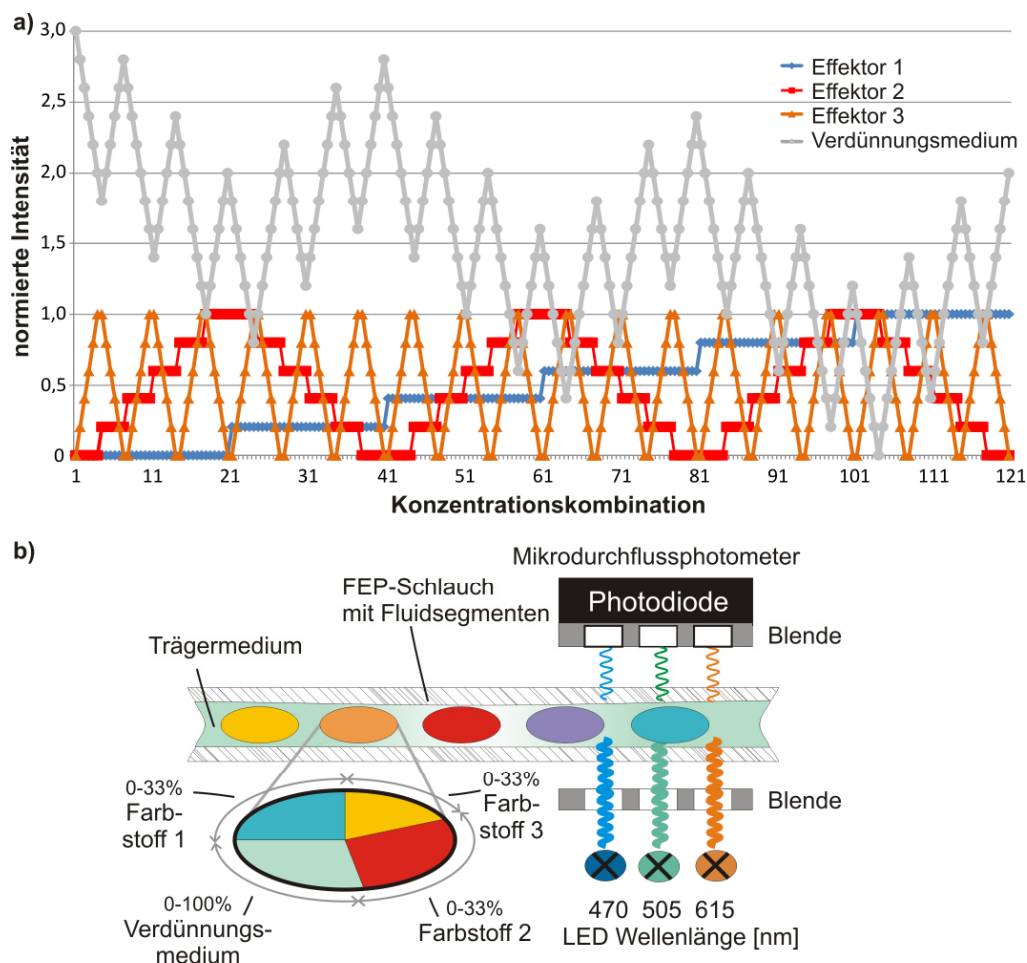 a)
3,0
2,5
2,0
1,5
1,0
0,5
0
normierte Intensität
Effektor 1
Effektor 2
Effektor 3
Verdünnungsmedium
1 11 21 31 41 51 61 71 81 91 101 111 121
Konzentrationskombination
b)
Mikrodurchflussphotometer
FEP-Schlauch
mit Fluidsegmenten
Photodiode
Blende
Trägermedium
0-33%
Farb-
stoff 1
0-33%
Farb-
stoff 3
Blende
0-100%
Verdünnungs-
medium
0-33%
Farbstoff 2
470 505 615
LED Wellenlänge [nm]